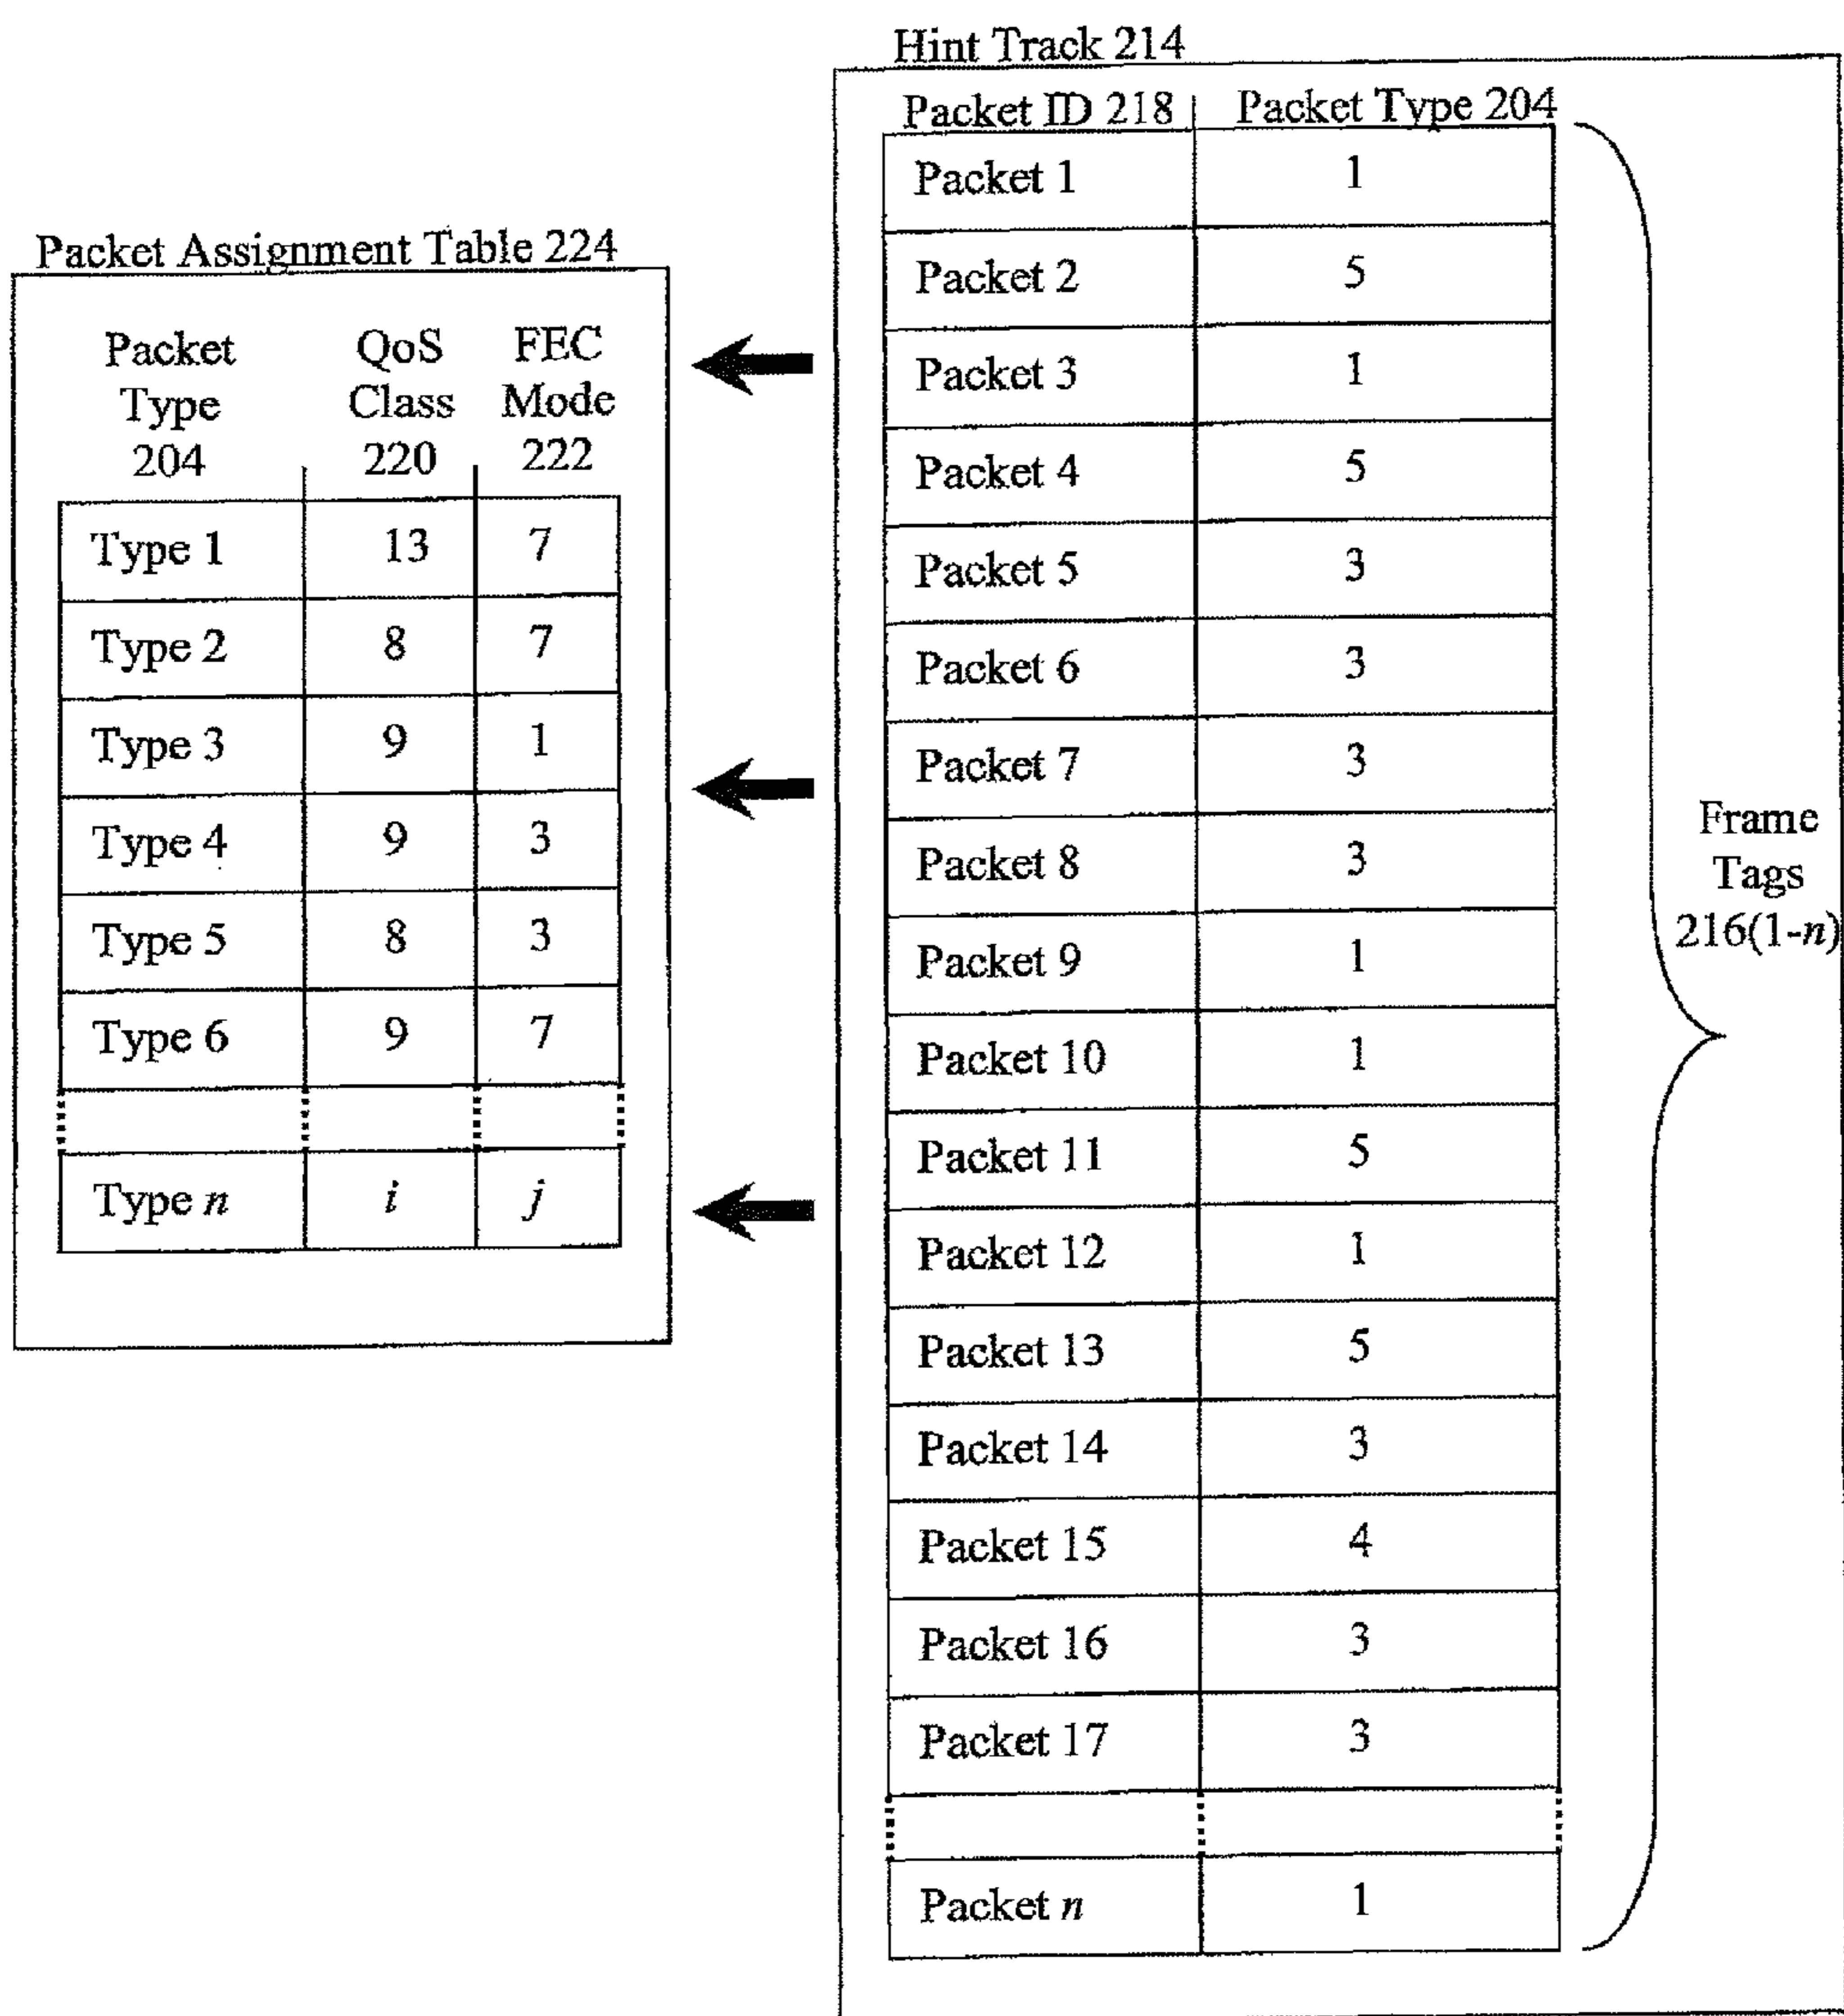 Hint Track 214
Packet ID 218 Packet Type 204
Packet 1 1
Packet 2 5
Packet 3 1
Packet 4 5
Packet 5 3
Packet 6 3
Packet 7 3
Packet 8 3
Packet 9 1
Packet 10 1
Packet 11 5
Packet 12 1
Packet 13 5
Packet 14 3
Packet 15 4
Packet 16 3
Packet 17 3
Packet n 1
Frame
Tags
216(1-n)
Packet Assignment Table 224
Packet QoS FEC
Type Class Mode
204 220 222
Type 1 13 7
Type 2 8 7
Type 3 9 1
Type 4 9 3
Type 5 8 3
Type 6 9 7
Type n i j